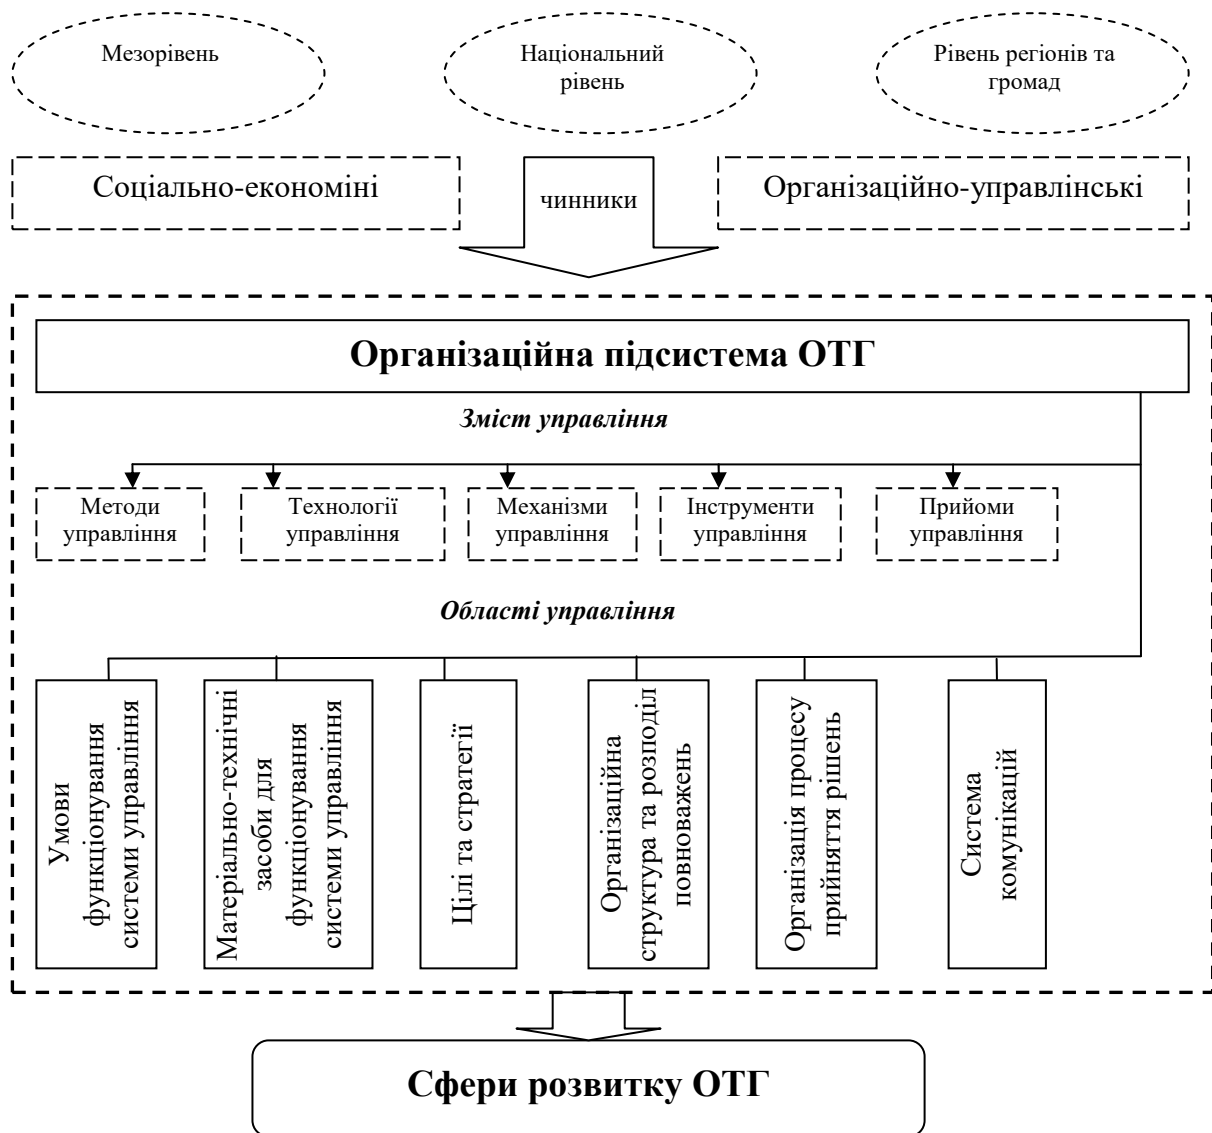 Мезорівень
Національний
рівень
Рівень регіонів та
громад
Соціально-економіні
чинники
Організаційно-управлінські
Організаційна підсистема ОТГ
Зміст управління
Методи
управління
Технології
управління
Механізми
управління
Інструменти
управління
Прийоми
управління
Області управління
Умови
функціонування
системи управління
Матеріально-технічні
засоби для
функціонування
системи управління
Цілі та стратегії
Організаційна
структура та розподіл
повноважень
Організація процесу
прийняття рішень
Система
комунікацій
Сфери розвитку ОТГ